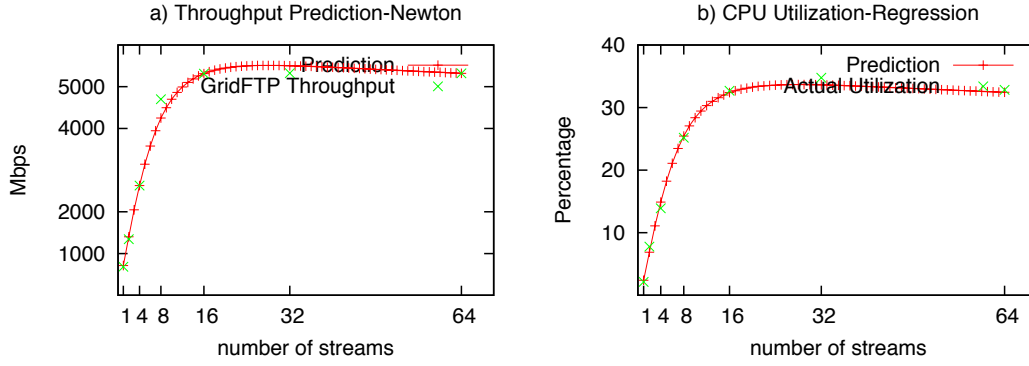 a) Throughput Prediction-Newton
Prediction
GridFTP Throughput
5000
4000
2000
1000
Mbps
1 4 8 16 32 64
number of streams
b) CPU Utilization-Regression
Prediction
Actual Utilization
40
30
20
10
Percentage
1 4 8 16 32 64
number of streams